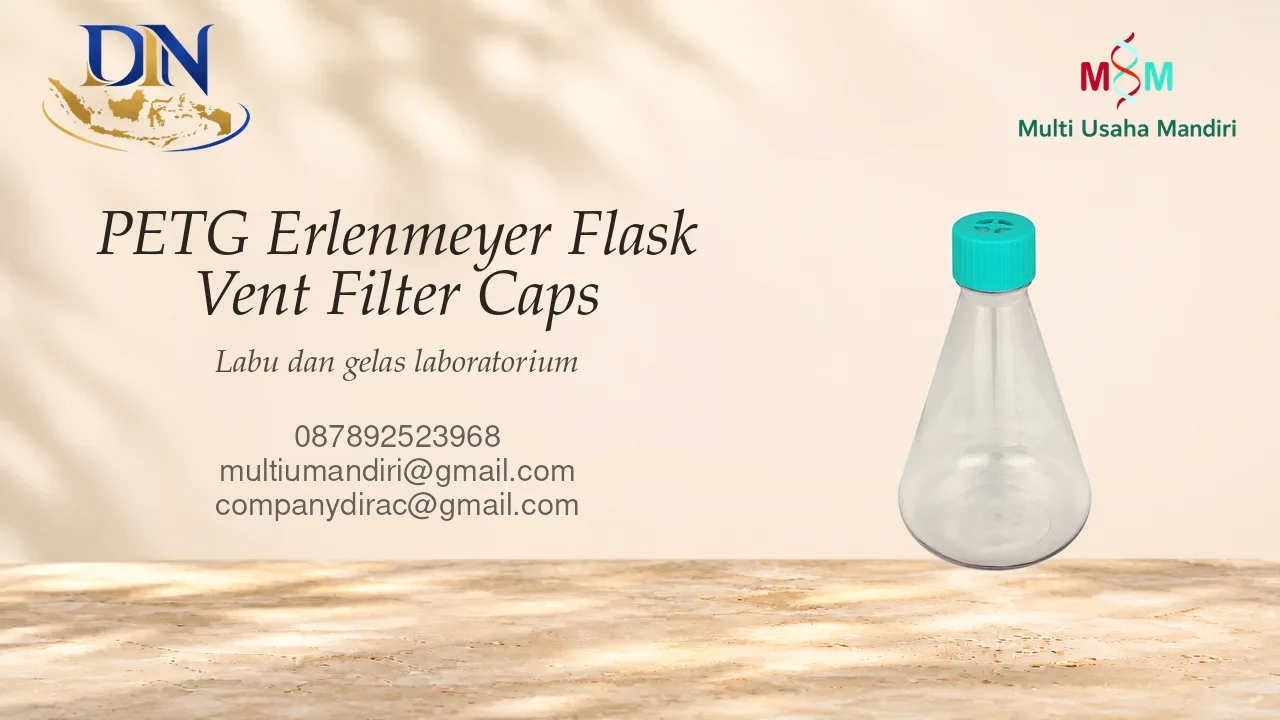 DN
MSM
Multi Usaha Mandiri
PETG Erlenmeyer Flask
Vent Filter Caps
Labu dan gelas laboratorium
087892523968
multiumandiri@gmail.com
companydirac@gmail.com